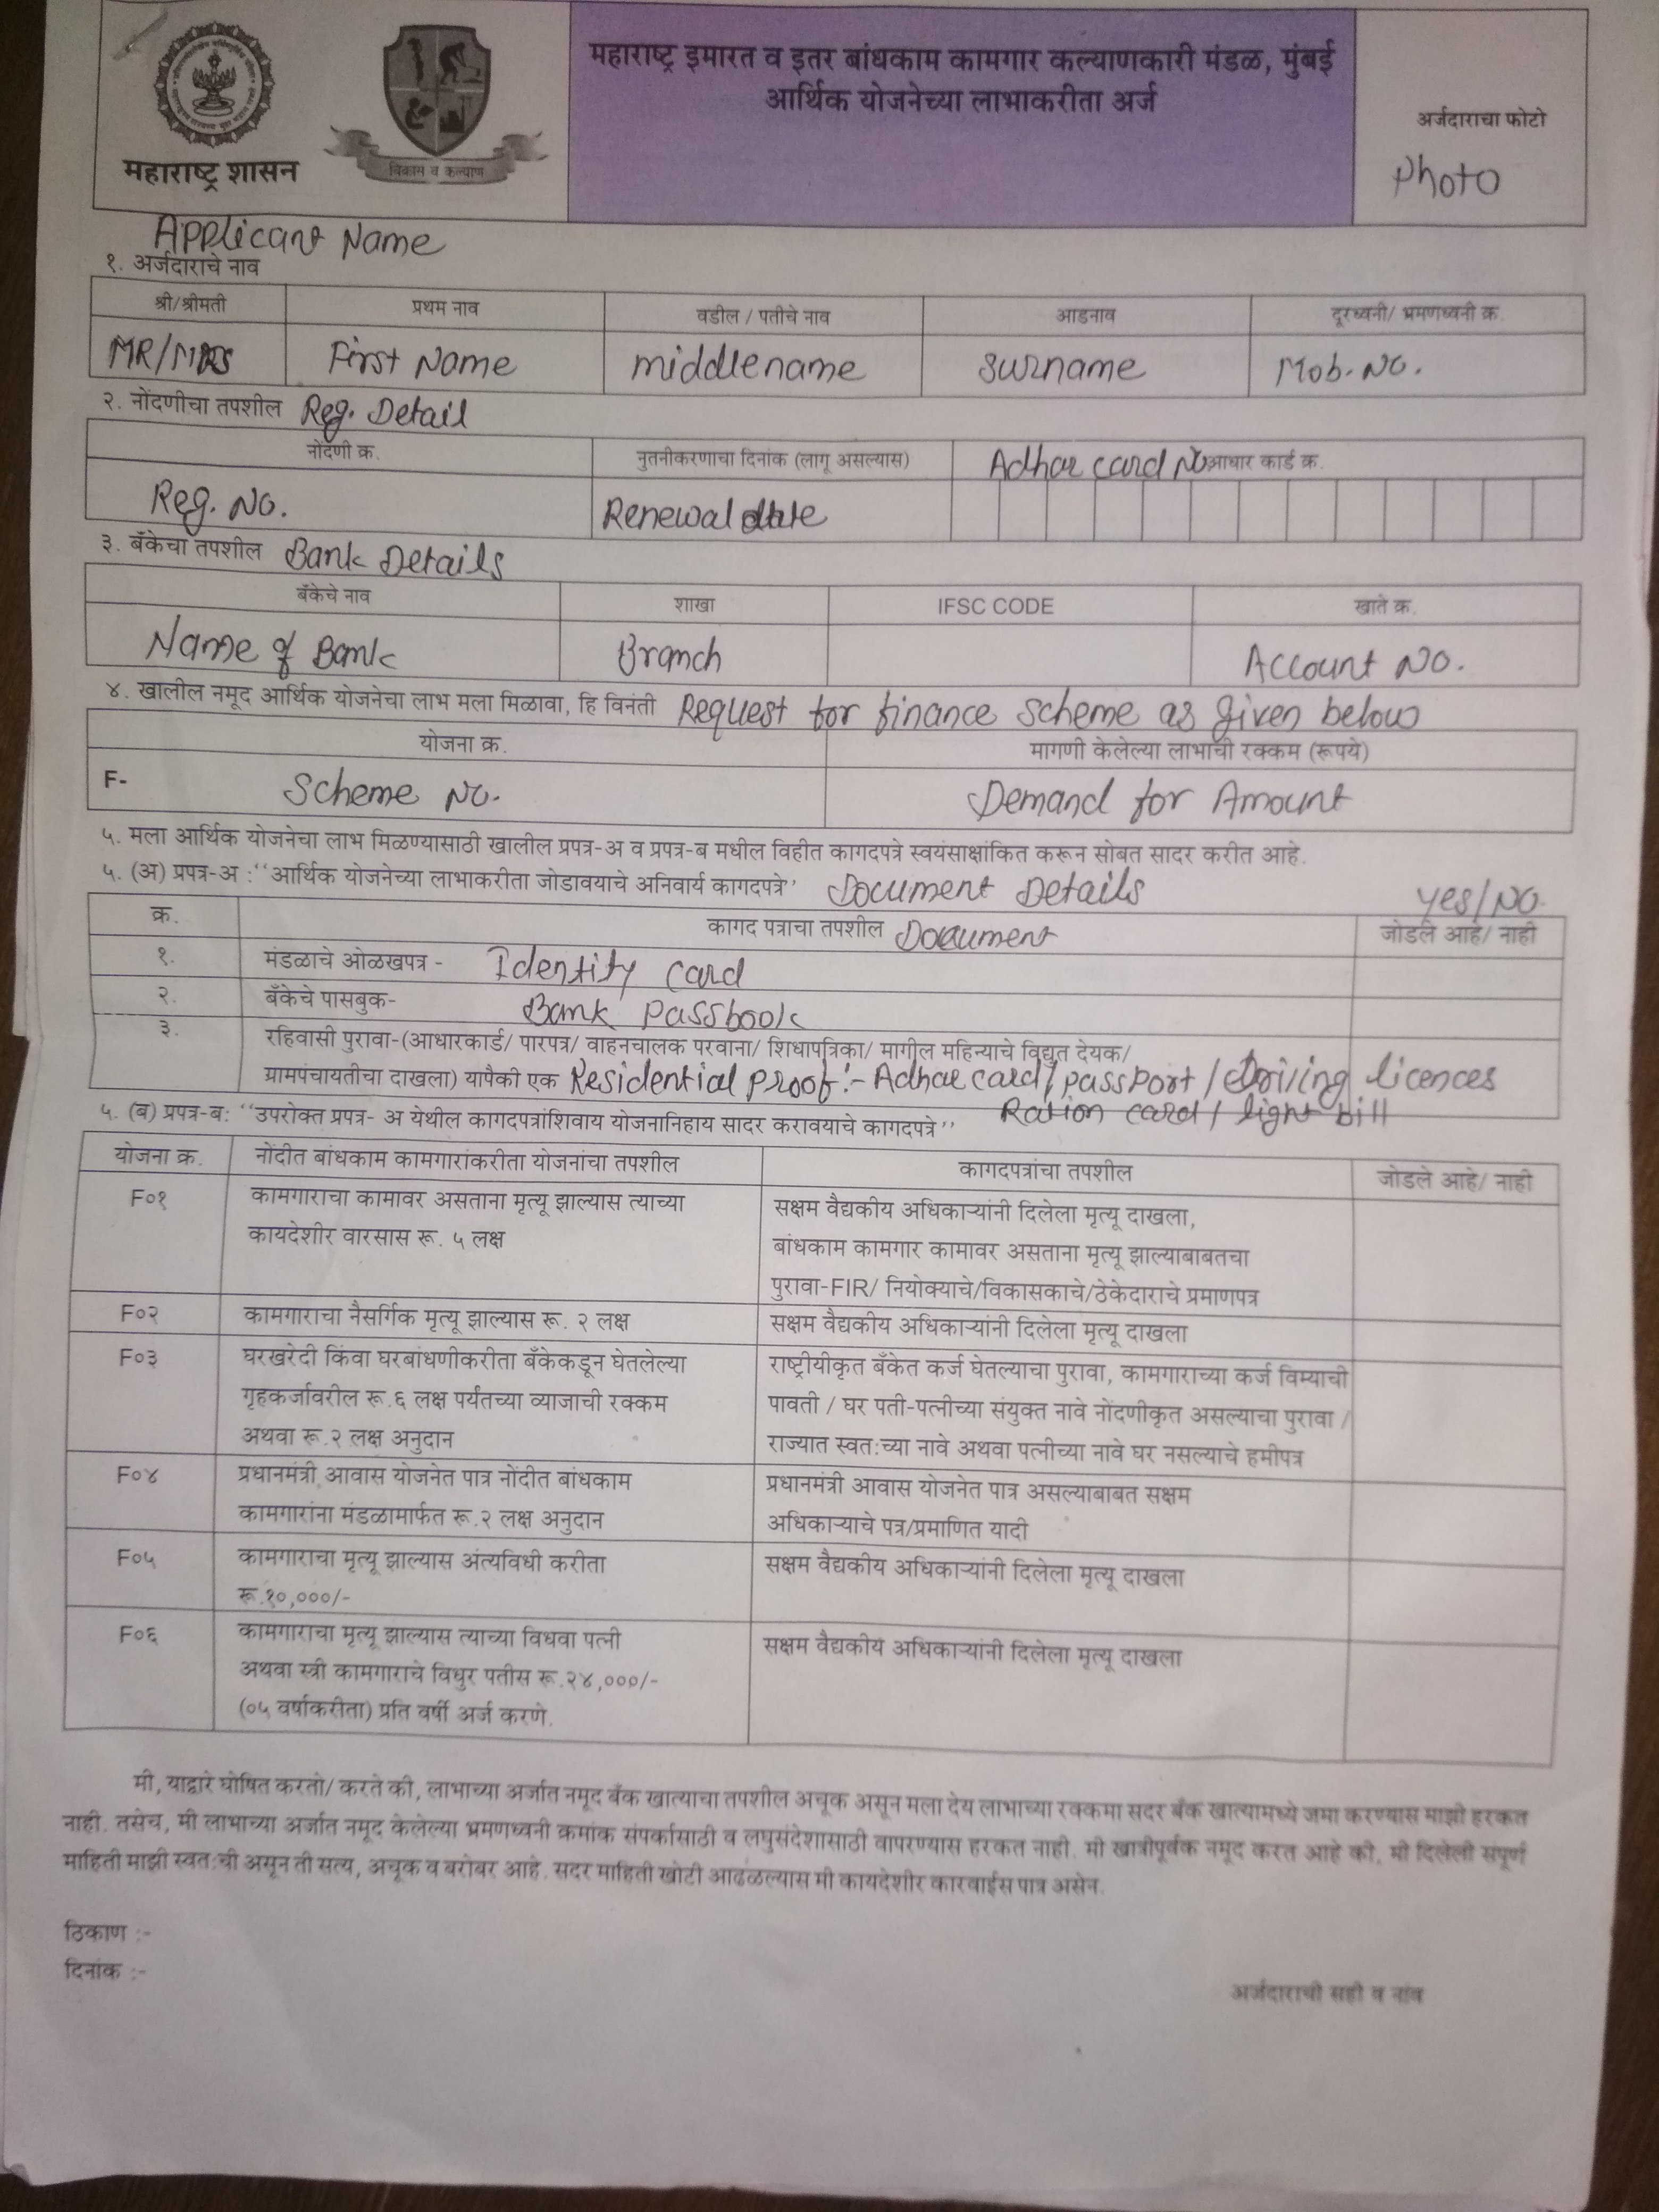 महाराष्ट्र इमारत व इतर बांधकाम कामगार कल्याणकारी मंडळ, मुंबई
आर्थिक योजनेच्या लाभाकरीता अर्ज
अर्जदाराचा फोटो
Photo
महाराष्ट्र शासन
विकास व कल्याण
Applicant Name
१. अर्जदाराचे नाव
श्री/श्रीमती प्रथम नाव वडील / पतीचे नाव आडनाव दूरध्वनी/ भ्रमणध्वनी क्र.
MR/MRS First Name middlename surname Mob. No.
२. नोंदणीचा तपशील Reg. Detail
नोंदणी क्र. नुतनीकरणाचा दिनांक (लागू असल्यास) Adhar card No आधार कार्ड क्र.
Reg. No. Renewal date
३. बँकेचा तपशील Bank Details
बँकेचे नाव शाखा IFSC CODE खाते क्र.
Name of Bank Branch Account No.
४. खालील नमूद आर्थिक योजनेचा लाभ मला मिळावा, हि विनंती Request for finance scheme as given below
योजना क्र. मागणी केलेल्या लाभाची रक्कम (रूपये)
F- Scheme No. Demand for Amount
५. मला आर्थिक योजनेचा लाभ मिळण्यासाठी खालील प्रपत्र-अ व प्रपत्र-ब मधील विहीत कागदपत्रे स्वयंसाक्षांकित करून सोबत सादर करीत आहे.
५. (अ) प्रपत्र-अ :"आर्थिक योजनेच्या लाभाकरीता जोडावयाचे अनिवार्य कागदपत्रे" Document Details yes/No.
क्र. कागद पत्राचा तपशील Document जोडले आहे/ नाही
१. मंडळाचे ओळखपत्र - Identity card
२. बँकेचे पासबुक- Bank Passbook
३. रहिवासी पुरावा-(आधारकार्ड/ पारपत्र/ वाहनचालक परवाना/ शिधापत्रिका/ मागील महिन्याचे विद्युत देयक/
ग्रामपंचायतीचा दाखला) यापैकी एक Residential proof:- Adhar card/ passport / Driving licences
Ration card / light bill
५. (ब) प्रपत्र-ब: "उपरोक्त प्रपत्र- अ येथील कागदपत्रांशिवाय योजनानिहाय सादर करावयाचे कागदपत्रे"
योजना क्र. नोंदीत बांधकाम कामगारांकरीता योजनांचा तपशील कागदपत्रांचा तपशील जोडले आहे/ नाही
F०१ कामगाराचा कामावर असताना मृत्यू झाल्यास त्याच्या सक्षम वैद्यकीय अधिकाऱ्यांनी दिलेला मृत्यू दाखला,
कायदेशीर वारसास रू. ५ लक्ष बांधकाम कामगार कामावर असताना मृत्यू झाल्याबाबतचा
पुरावा-FIR/ नियोक्याचे/विकासकाचे/ठेकेदाराचे प्रमाणपत्र
F०२ कामगाराचा नैसर्गिक मृत्यू झाल्यास रू. २ लक्ष सक्षम वैद्यकीय अधिकाऱ्यांनी दिलेला मृत्यू दाखला
F०३ घरखरेदी किंवा घरबांधणीकरीता बँकेकडून घेतलेल्या राष्ट्रीयीकृत बँकेत कर्ज घेतल्याचा पुरावा, कामगाराच्या कर्ज विम्याची
गृहकर्जावरील रू.६ लक्ष पर्यंतच्या व्याजाची रक्कम पावती / घर पती-पत्नीच्या संयुक्त नावे नोंदणीकृत असल्याचा पुरावा /
अथवा रू.२ लक्ष अनुदान राज्यात स्वत:च्या नावे अथवा पत्नीच्या नावे घर नसल्याचे हमीपत्र
F०४ प्रधानमंत्री आवास योजनेत पात्र नोंदीत बांधकाम प्रधानमंत्री आवास योजनेत पात्र असल्याबाबत सक्षम
कामगारांना मंडळामार्फत रू.२ लक्ष अनुदान अधिकाऱ्याचे पत्र/प्रमाणित यादी
F०५ कामगाराचा मृत्यू झाल्यास अंत्यविधी करीता सक्षम वैद्यकीय अधिकाऱ्यांनी दिलेला मृत्यू दाखला
रू.१०,०००/-
F०६ कामगाराचा मृत्यू झाल्यास त्याच्या विधवा पत्नी सक्षम वैद्यकीय अधिकाऱ्यांनी दिलेला मृत्यू दाखला
अथवा स्त्री कामगाराचे विधुर पतीस रू.२४,०००/-
(०५ वर्षाकरीता) प्रति वर्षी अर्ज करणे.
मी, याद्वारे घोषित करतो/ करते की, लाभाच्या अर्जात नमूद बँक खात्याचा तपशील अचूक असून मला देय लाभाच्या रक्कमा सदर बँक खात्यामध्ये जमा करण्यास माझी हरकत
नाही. तसेच, मी लाभाच्या अर्जात नमूद केलेल्या भ्रमणध्वनी क्रमांक संपर्कासाठी व लघुसंदेशासाठी वापरण्यास हरकत नाही. मी खात्रीपूर्वक नमूद करत आहे की, मी दिलेली संपूर्ण
माहिती माझी स्वत:ची असून ती सत्य, अचूक व बरोबर आहे. सदर माहिती खोटी आढळल्यास मी कायदेशीर कारवाईस पात्र असेन.
ठिकाण :-
दिनांक :-
अर्जदाराची सही व नांव